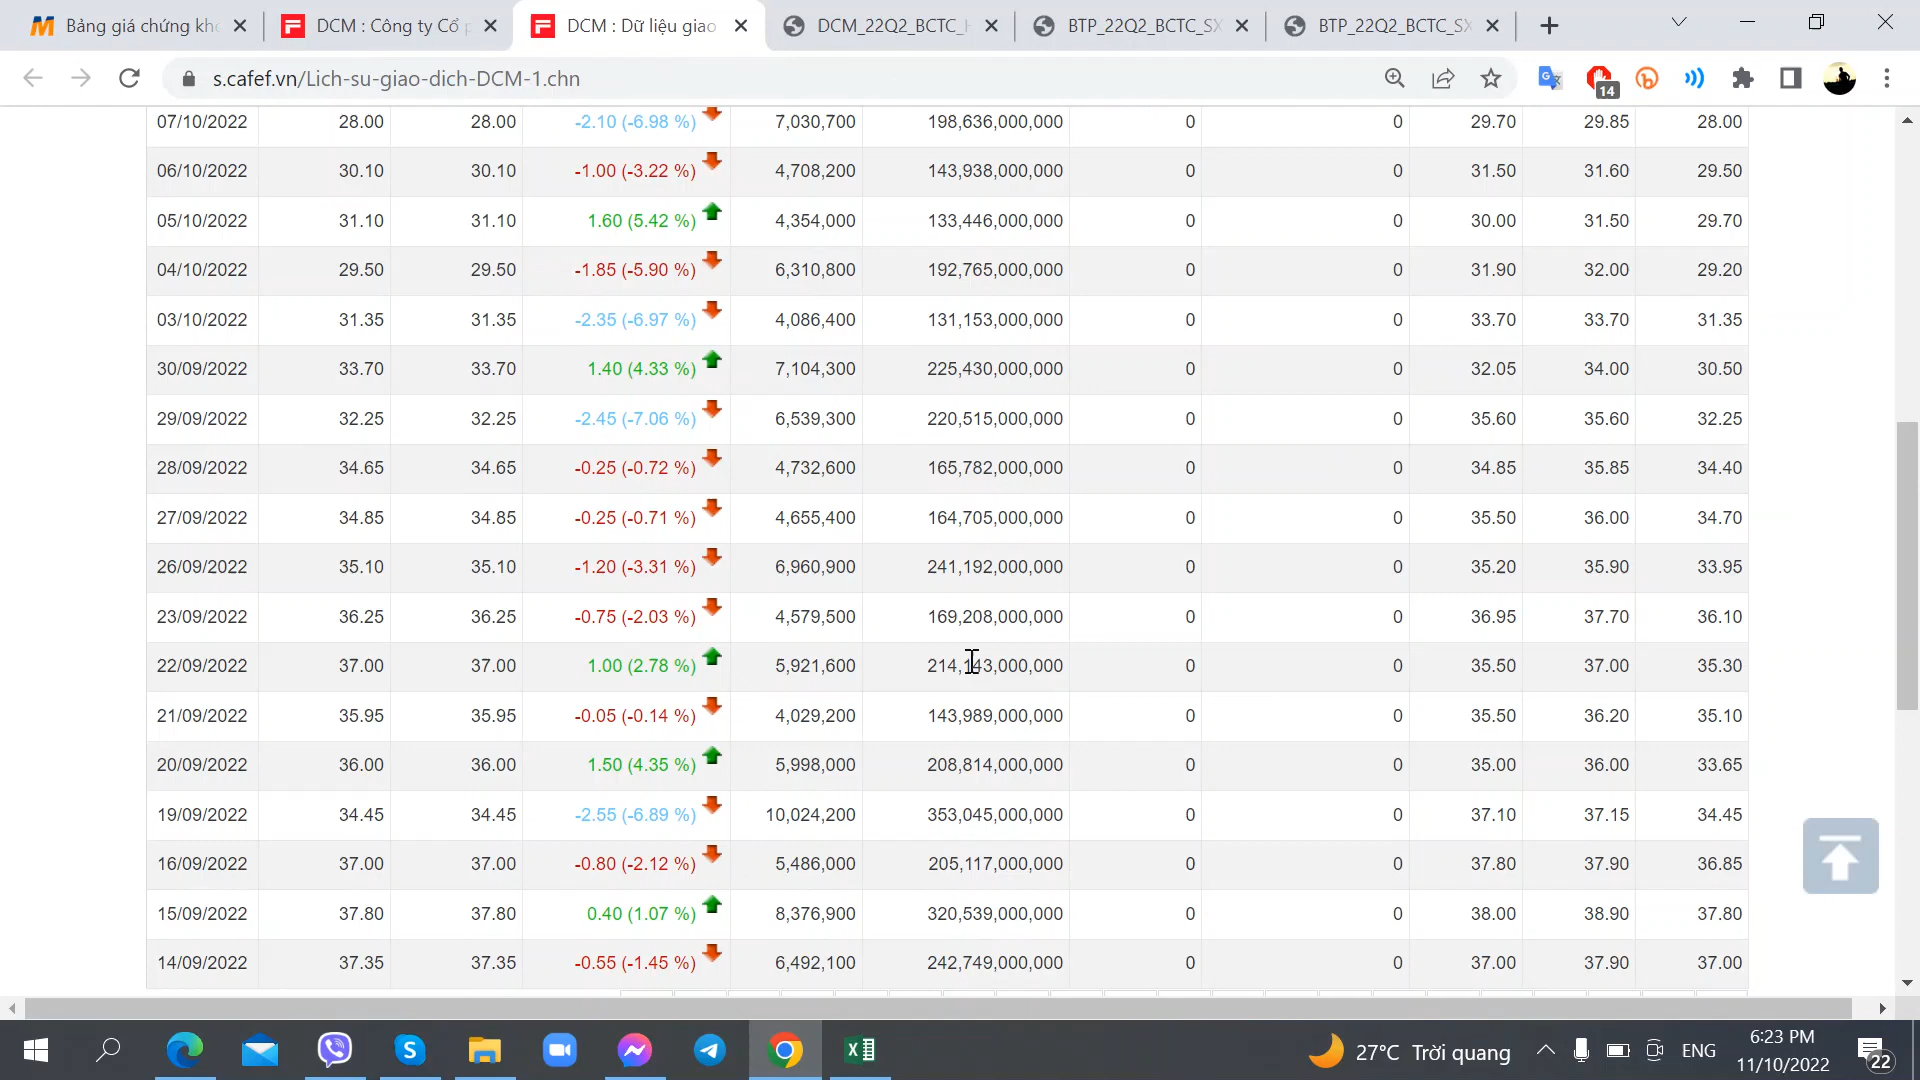 Bảng giá chứng kho
DCM : Công ty Cổ p
DCM : Dữ liệu giao
DCM_22Q2_BCTC_H
BTP_22Q2_BCTC_SX
BTP_22Q2_BCTC_SX
s.cafef.vn/Lich-su-giao-dich-DCM-1.chn
14
07/10/2022 28.00 28.00 -2.10 (-6.98 %) 7,030,700 198,636,000,000 0 0 29.70 29.85 28.00
06/10/2022 30.10 30.10 -1.00 (-3.22 %) 4,708,200 143,938,000,000 0 0 31.50 31.60 29.50
05/10/2022 31.10 31.10 1.60 (5.42 %) 4,354,000 133,446,000,000 0 0 30.00 31.50 29.70
04/10/2022 29.50 29.50 -1.85 (-5.90 %) 6,310,800 192,765,000,000 0 0 31.90 32.00 29.20
03/10/2022 31.35 31.35 -2.35 (-6.97 %) 4,086,400 131,153,000,000 0 0 33.70 33.70 31.35
30/09/2022 33.70 33.70 1.40 (4.33 %) 7,104,300 225,430,000,000 0 0 32.05 34.00 30.50
29/09/2022 32.25 32.25 -2.45 (-7.06 %) 6,539,300 220,515,000,000 0 0 35.60 35.60 32.25
28/09/2022 34.65 34.65 -0.25 (-0.72 %) 4,732,600 165,782,000,000 0 0 34.85 35.85 34.40
27/09/2022 34.85 34.85 -0.25 (-0.71 %) 4,655,400 164,705,000,000 0 0 35.50 36.00 34.70
26/09/2022 35.10 35.10 -1.20 (-3.31 %) 6,960,900 241,192,000,000 0 0 35.20 35.90 33.95
23/09/2022 36.25 36.25 -0.75 (-2.03 %) 4,579,500 169,208,000,000 0 0 36.95 37.70 36.10
22/09/2022 37.00 37.00 1.00 (2.78 %) 5,921,600 214,143,000,000 0 0 35.50 37.00 35.30
21/09/2022 35.95 35.95 -0.05 (-0.14 %) 4,029,200 143,989,000,000 0 0 35.50 36.20 35.10
20/09/2022 36.00 36.00 1.50 (4.35 %) 5,998,000 208,814,000,000 0 0 35.00 36.00 33.65
19/09/2022 34.45 34.45 -2.55 (-6.89 %) 10,024,200 353,045,000,000 0 0 37.10 37.15 34.45
16/09/2022 37.00 37.00 -0.80 (-2.12 %) 5,486,000 205,117,000,000 0 0 37.80 37.90 36.85
15/09/2022 37.80 37.80 0.40 (1.07 %) 8,376,900 320,539,000,000 0 0 38.00 38.90 37.80
14/09/2022 37.35 37.35 -0.55 (-1.45 %) 6,492,100 242,749,000,000 0 0 37.00 37.90 37.00
27°C Trời quang
ENG
6:23 PM
11/10/2022
22